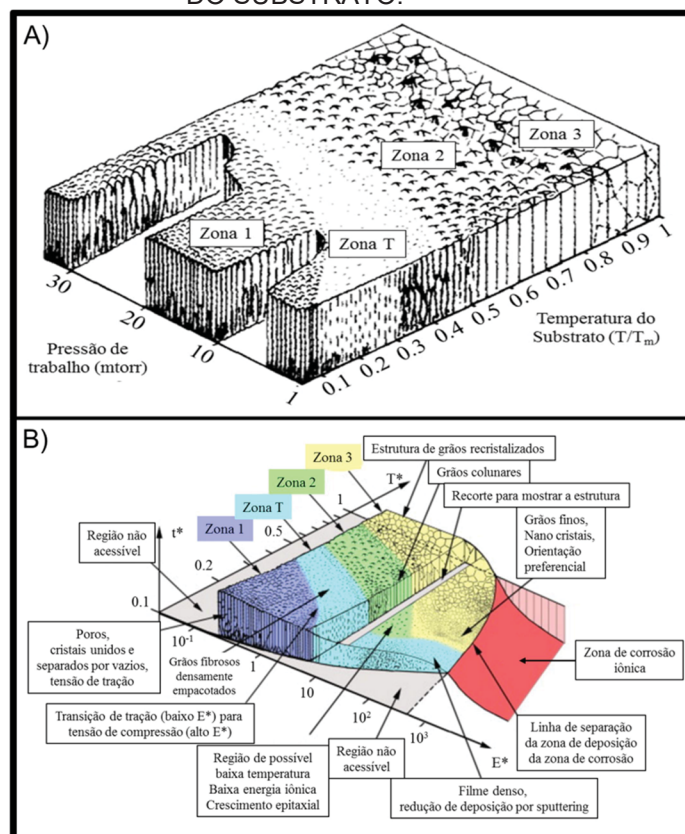 DO SUBSTRATO.
A)
Zona 3
Zona 2
Zona 1
Zona T
30
20
10
1
0.1
0.2
0.3
0.4
0.5
0.6
0.7
0.8
0.9
1
Pressão de
trabalho (mtorr)
Temperatura do
Substrato (T/Tₘ)
B)
Estrutura de grãos recristalizados
Zona 3
T*
Grãos colunares
Zona 2
Recorte para mostrar a estrutura
Zona T
1
Grãos finos,
Nano cristais,
Orientação
preferencial
Zona 1
0.5
Região não
acessível
t*
0.2
0.1
10⁻¹
1
10
10²
10³
E*
Poros,
cristais unidos e
separados por vazios,
tensão de tração
Grãos fibrosos
densamente
empacotados
Zona de corrosão
iônica
Transição de tração (baixo E*) para
tensão de compressão (alto E*)
Linha de separação
da zona de deposição
da zona de corrosão
Região de possível
baixa temperatura
Baixa energia iônica
Crescimento epitaxial
Região não
acessível
Filme denso,
redução de deposição por sputtering